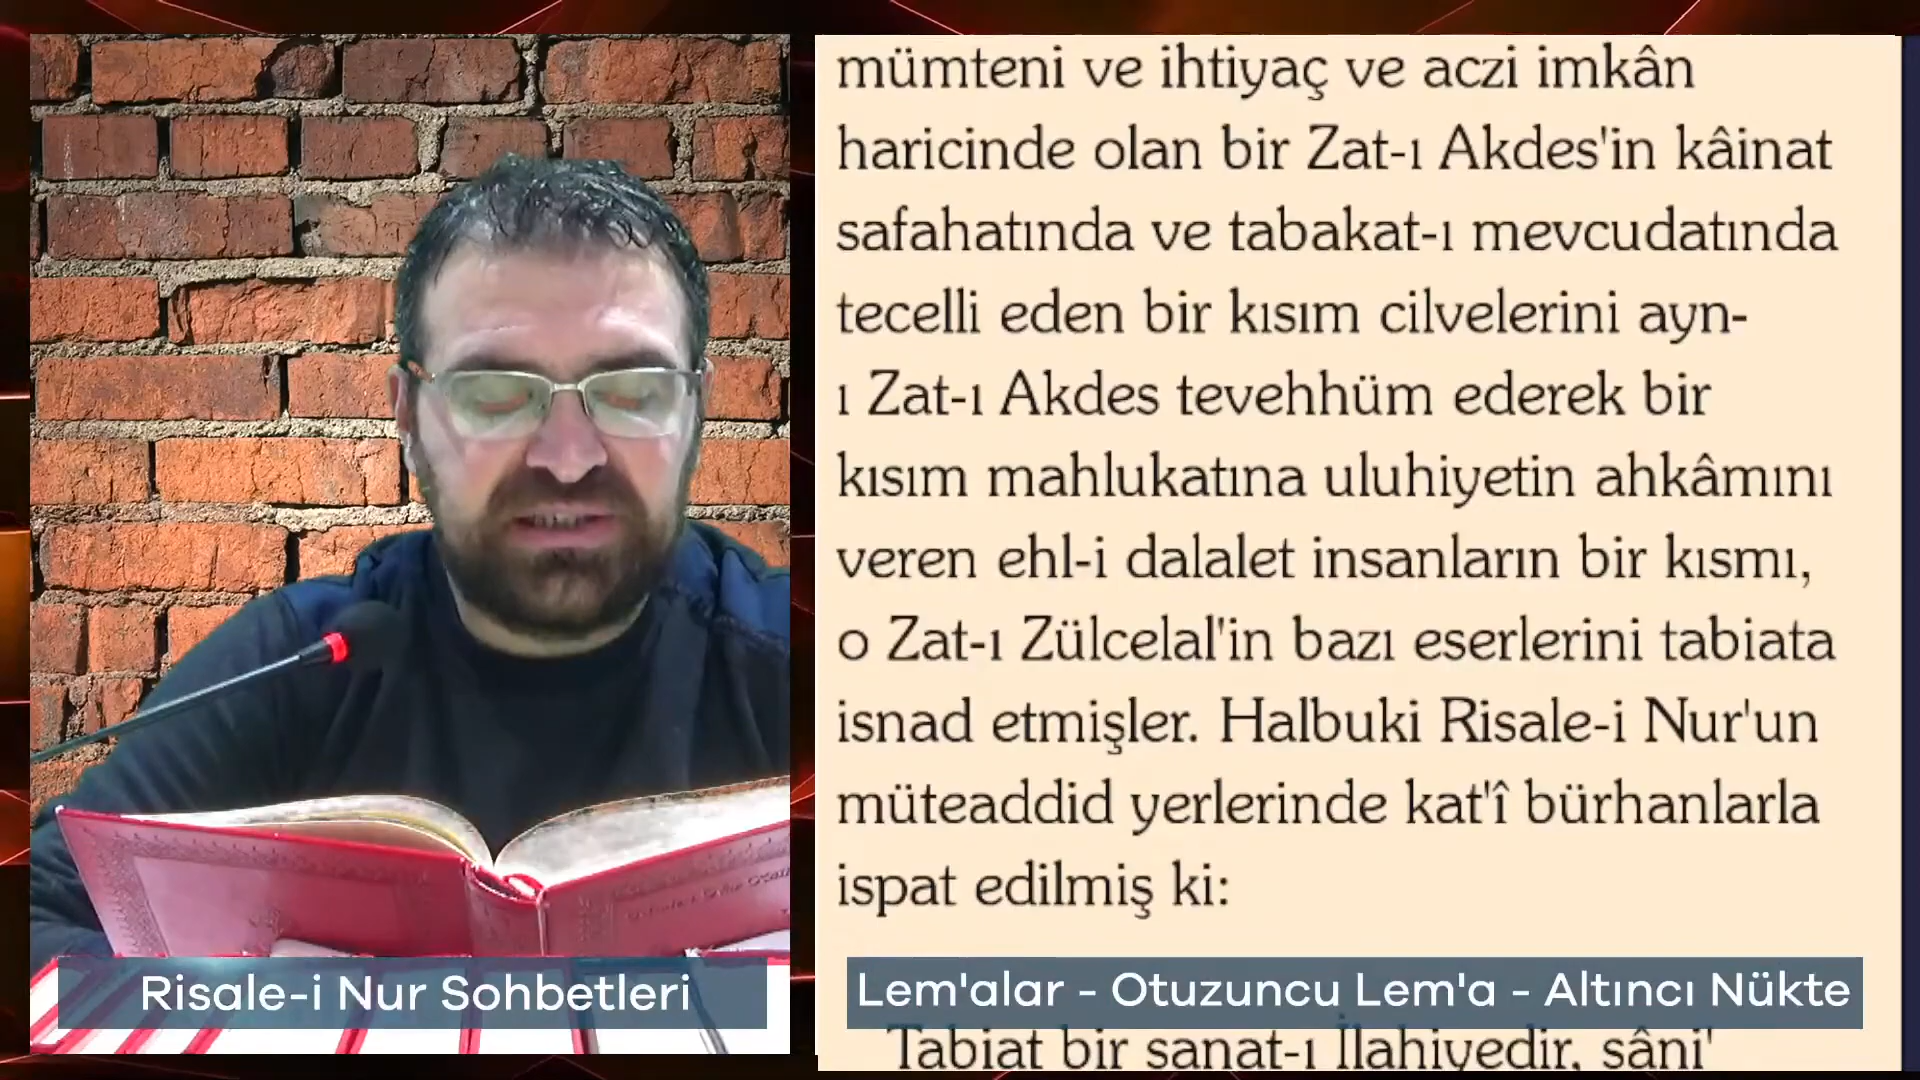 mümteni ve ihtiyaç ve aczi imkân
haricinde olan bir Zat-ı Akdes'in kâinat
safahatında ve tabakat-ı mevcudatında
tecelli eden bir kısım cilvelerini ayn-
ı Zat-ı Akdes tevehhüm ederek bir
kısım mahlukatına uluhiyetin ahkâmını
veren ehl-i dalalet insanların bir kısmı,
o Zat-ı Zülcelal'in bazı eserlerini tabiata
isnad etmişler. Halbuki Risale-i Nur'un
müteaddid yerlerinde kat'î bürhanlarla
ispat edilmiş ki:
Tabiat bir sanat-ı İlahiyedir, sâni'
Risale-i Nur Sohbetleri
Lem'alar - Otuzuncu Lem'a - Altıncı Nükte